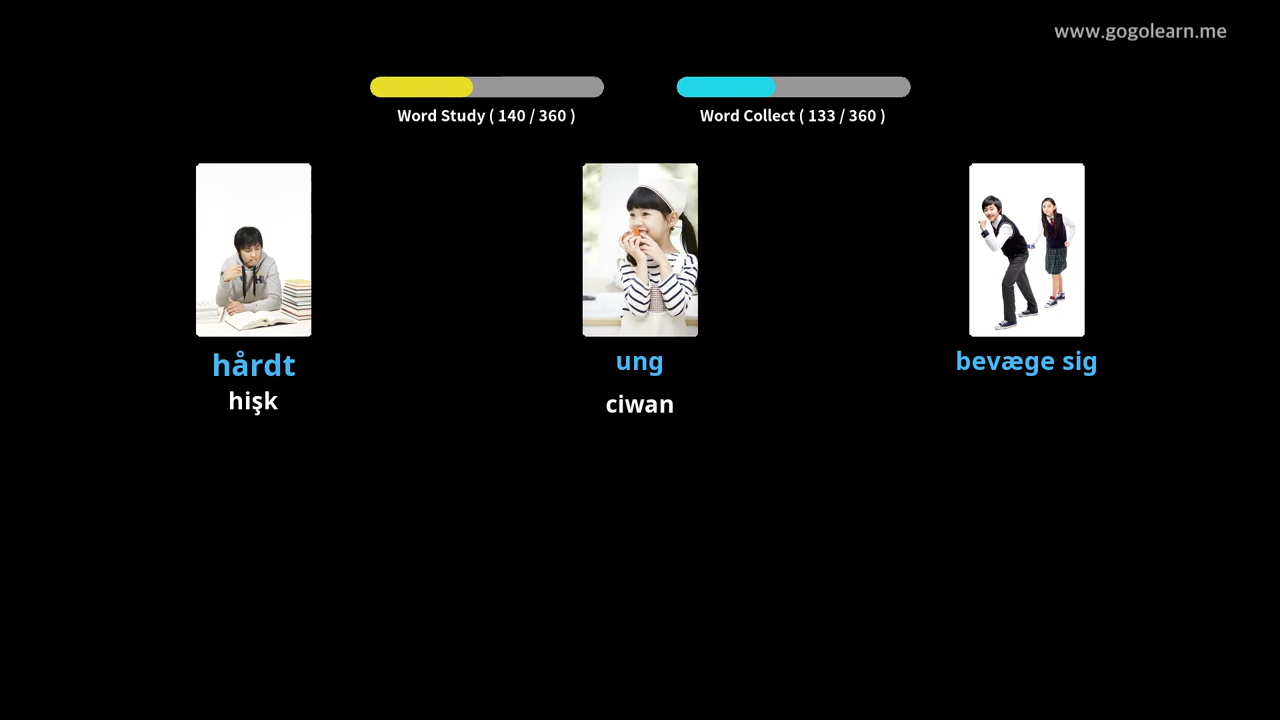 www.gogolearn.me
Word Study ( 140 / 360 )
Word Collect ( 133 / 360 )
hårdt
hişk
ung
ciwan
bevæge sig